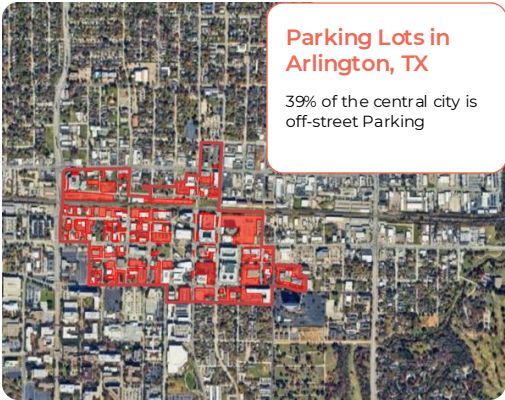 Parking Lots in
Arlington, TX
39% of the central city is
off-street Parking